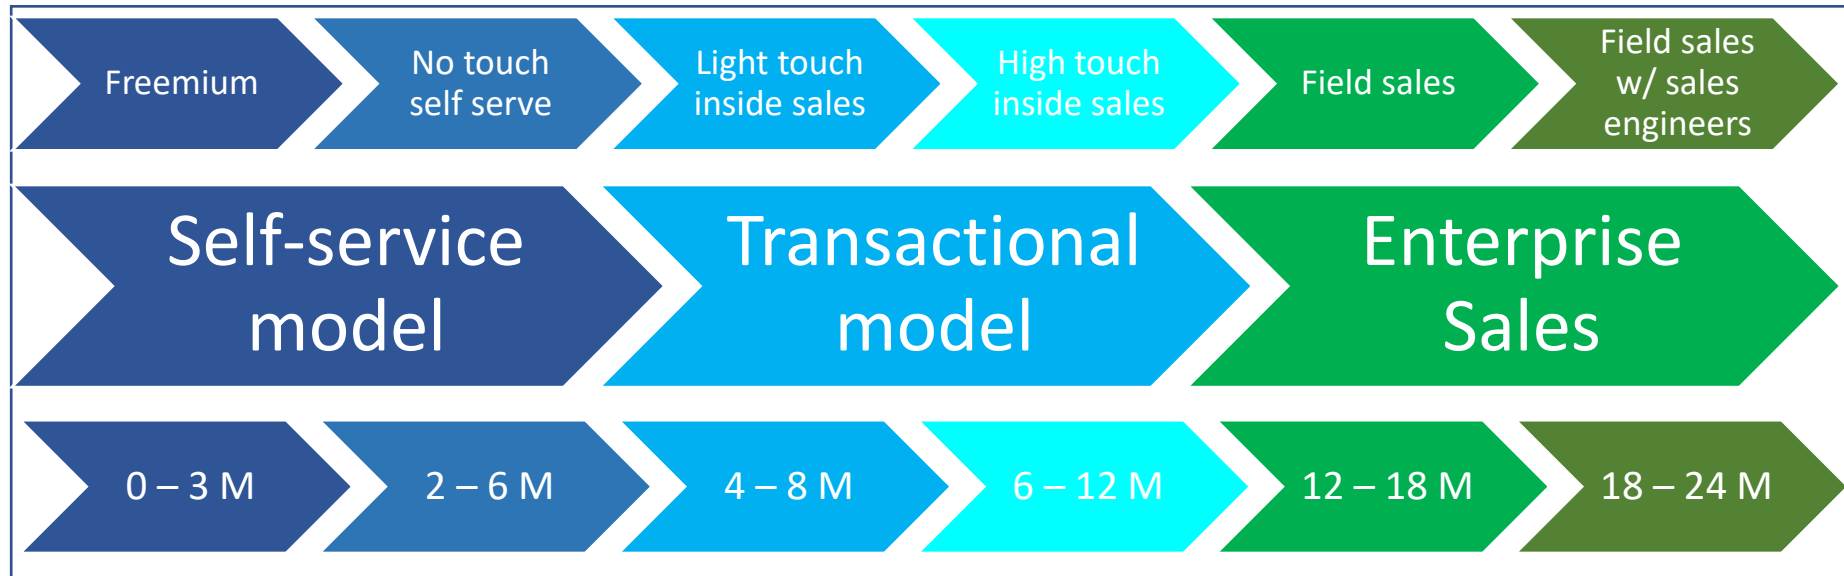 Freemium
No touch
self serve
Light touch
inside sales
High touch
inside sales
Field sales
Field sales
w/ sales
engineers
Self-service
model
Transactional
model
Enterprise
Sales
0 – 3 M
2 – 6 M
4 – 8 M
6 – 12 M
12 – 18 M
18 – 24 M